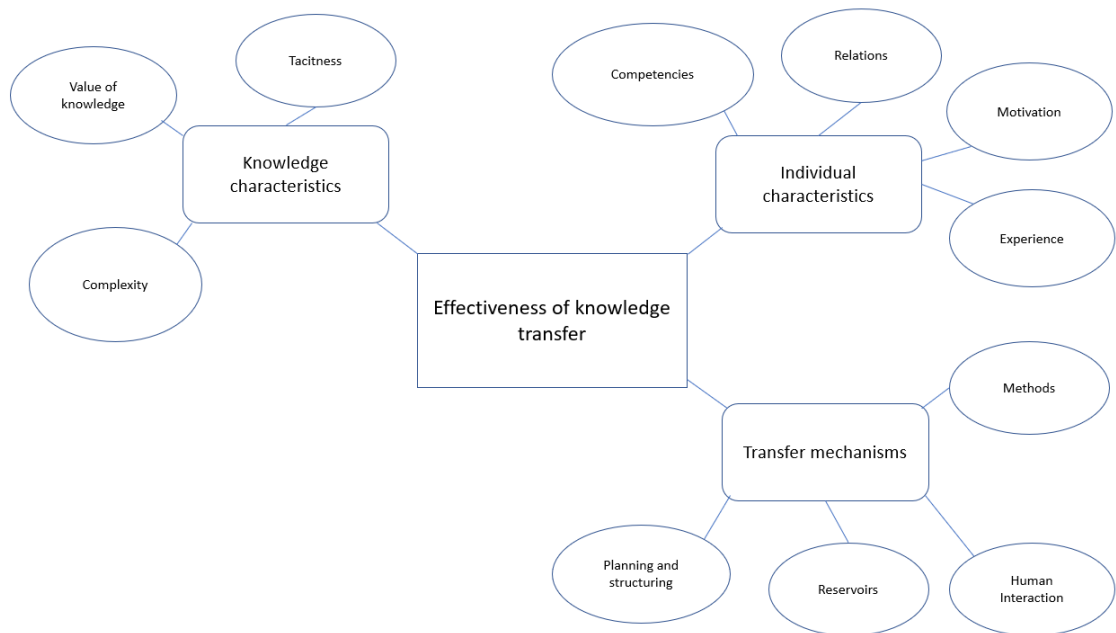 Value of
knowledge
Tacitness
Knowledge
characteristics
Complexity
Competencies
Relations
Motivation
Individual
characteristics
Experience
Effectiveness of knowledge
transfer
Methods
Transfer mechanisms
Planning and
structuring
Reservoirs
Human
Interaction